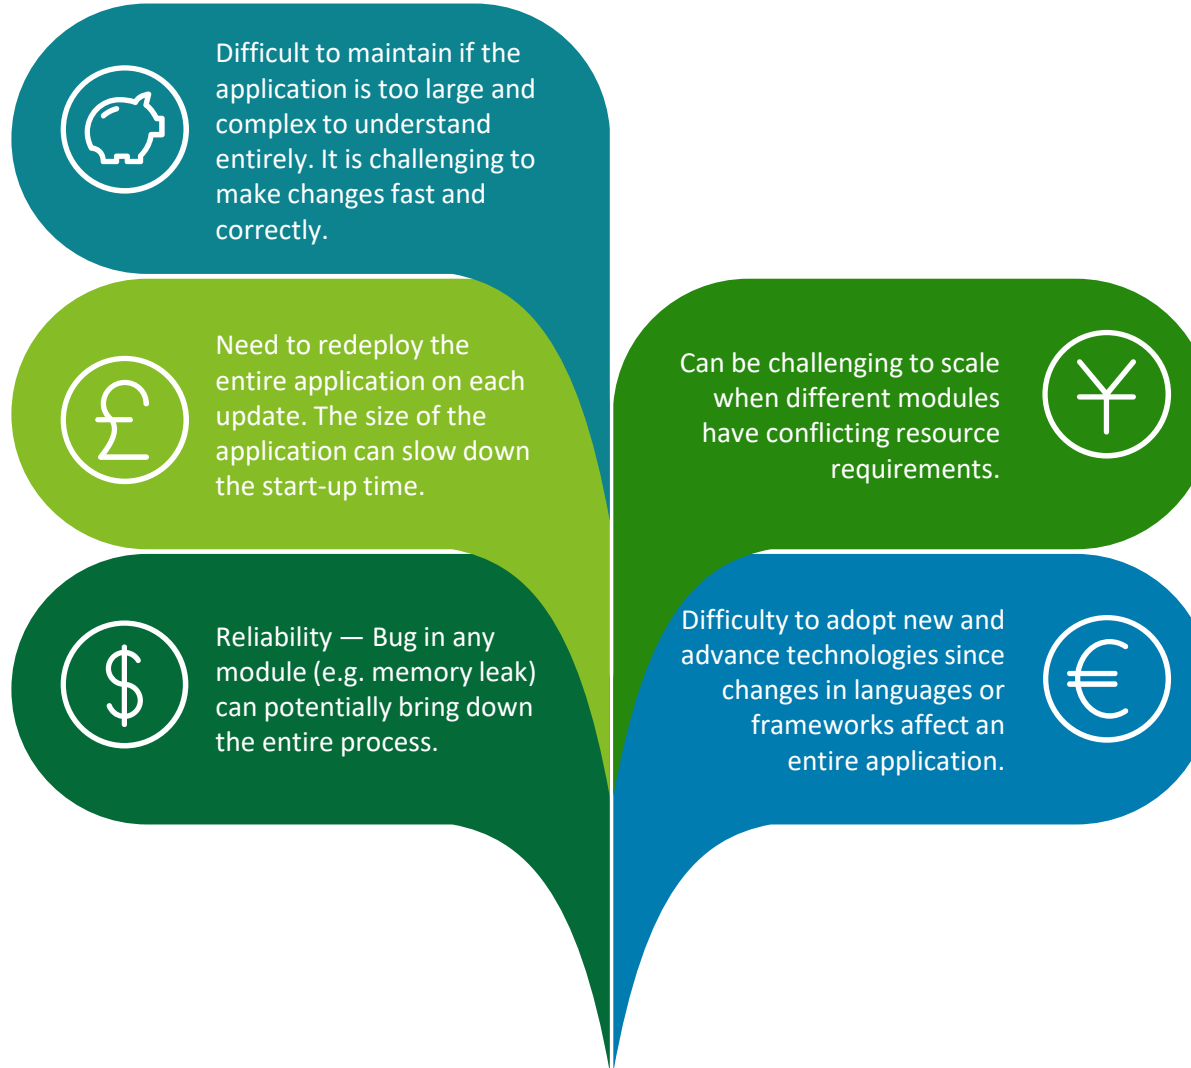 Difficult to maintain if the
application is too large and
complex to understand
entirely. It is challenging to
make changes fast and
correctly.
Need to redeploy the
entire application on each
update. The size of the
application can slow down
the start-up time.
Reliability — Bug in any
module (e.g. memory leak)
can potentially bring down
the entire process.
Can be challenging to scale
when different modules
have conflicting resource
requirements.
Difficulty to adopt new and
advance technologies since
changes in languages or
frameworks affect an
entire application.